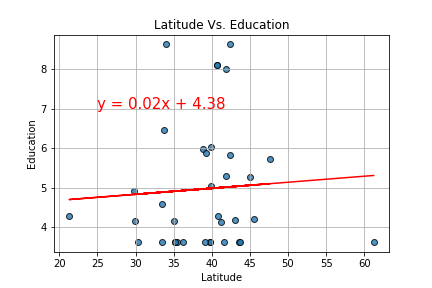 Latitude Vs. Education
8
7
6
5
4
Education
y = 0.02x + 4.38
20 25 30 35 40 45 50 55 60
Latitude